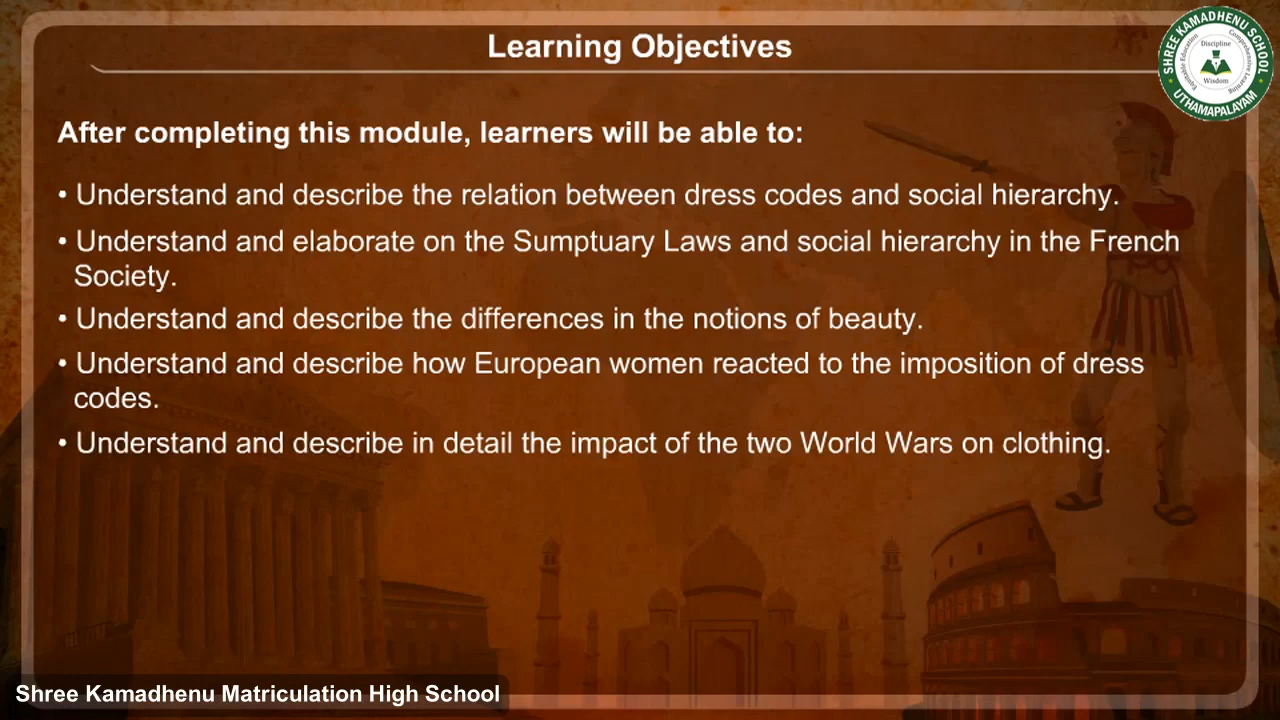 Learning Objectives
SHREE KAMADHENU SCHOOL
Discipline
Equitable Education
Comprehensive Learning
Wisdom
UTHAMAPALAYAM
After completing this module, learners will be able to:
• Understand and describe the relation between dress codes and social hierarchy.
• Understand and elaborate on the Sumptuary Laws and social hierarchy in the French
Society.
• Understand and describe the differences in the notions of beauty.
• Understand and describe how European women reacted to the imposition of dress
codes.
• Understand and describe in detail the impact of the two World Wars on clothing.
Shree Kamadhenu Matriculation High School